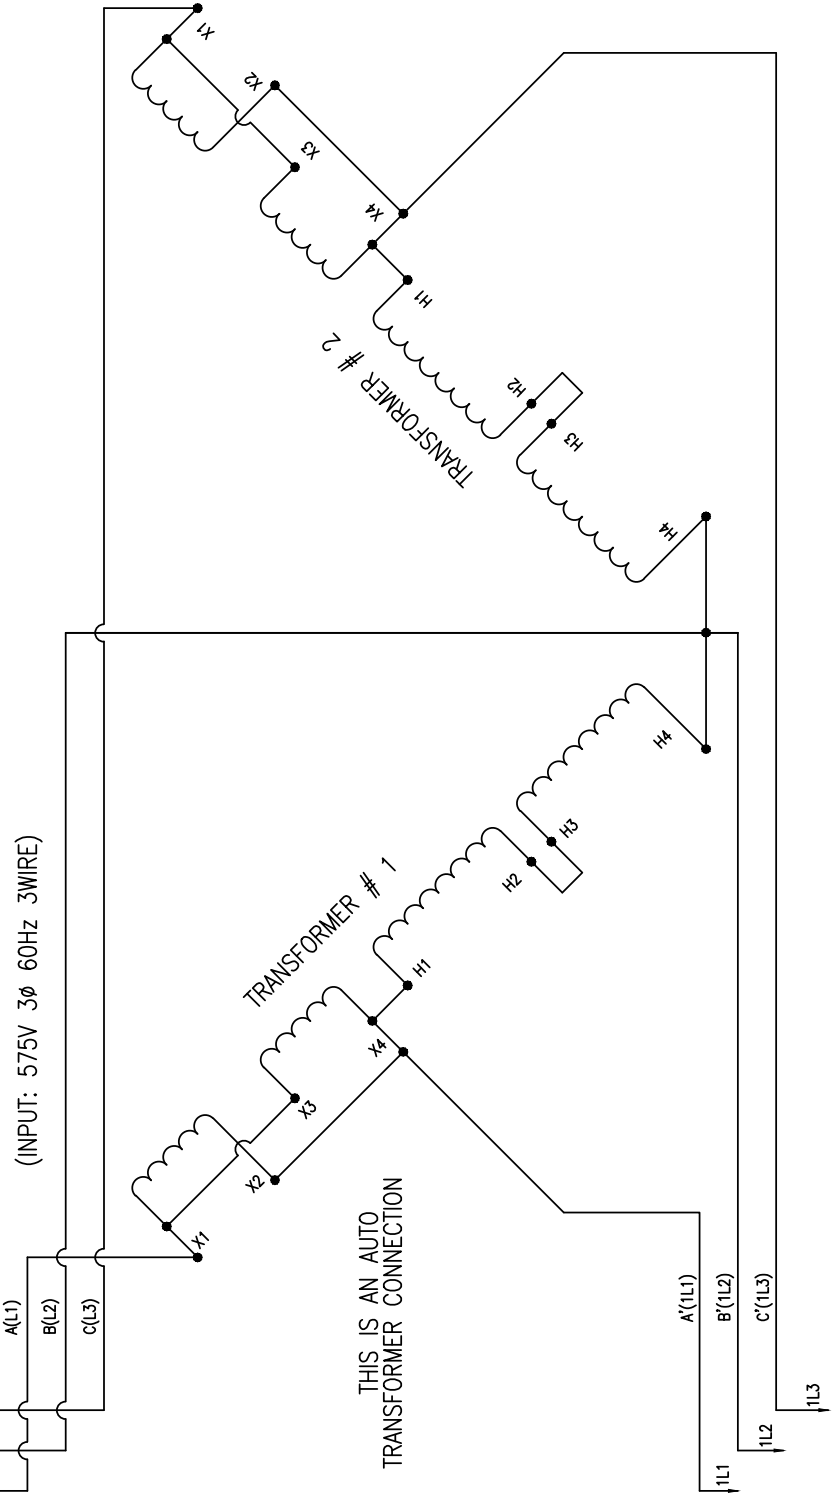 X1
X2
X3
X4
H1
TRANSFORMER # 2
H2
H3
H4
(INPUT: 575V 3Ø 60Hz 3WIRE)
H4
H3
H2
TRANSFORMER # 1
H1
X4
X3
X2
X1
THIS IS AN AUTO
TRANSFORMER CONNECTION
A(L1)
B(L2)
C(L3)
A'(1L1)
B'(1L2)
C'(1L3)
1L3
1L2
1L1